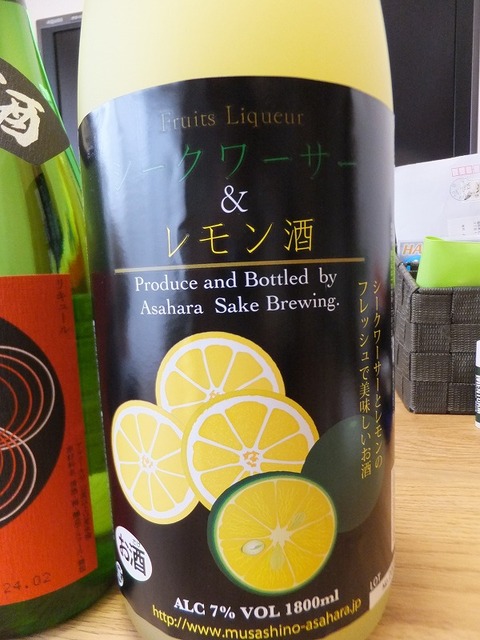 酒
リキュール
24.02
Fruits Liqueur
シークワーサー
&
レモン酒
Produce and Bottled by
Asahara Sake Brewing.
シークワーサーとレモンの
フレッシュで美味しいお酒
お酒
ALC 7% VOL 1800ml
http://www.musashino-asahara.jp
LOT